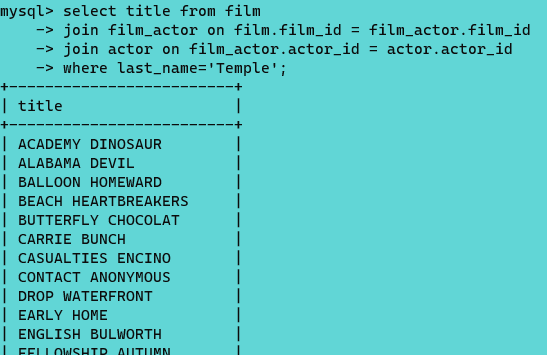 mysql> select title from film
    -> join film_actor on film.film_id = film_actor.film_id
    -> join actor on film_actor.actor_id = actor.actor_id
    -> where last_name='Temple';
+-------------------------+
| title                   |
+-------------------------+
| ACADEMY DINOSAUR        |
| ALABAMA DEVIL           |
| BALLOON HOMEWARD        |
| BEACH HEARTBREAKERS     |
| BUTTERFLY CHOCOLAT      |
| CARRIE BUNCH            |
| CASUALTIES ENCINO       |
| CONTACT ANONYMOUS       |
| DROP WATERFRONT         |
| EARLY HOME              |
| ENGLISH BULWORTH        |
| FELLOWSHIP AUTUMN       |